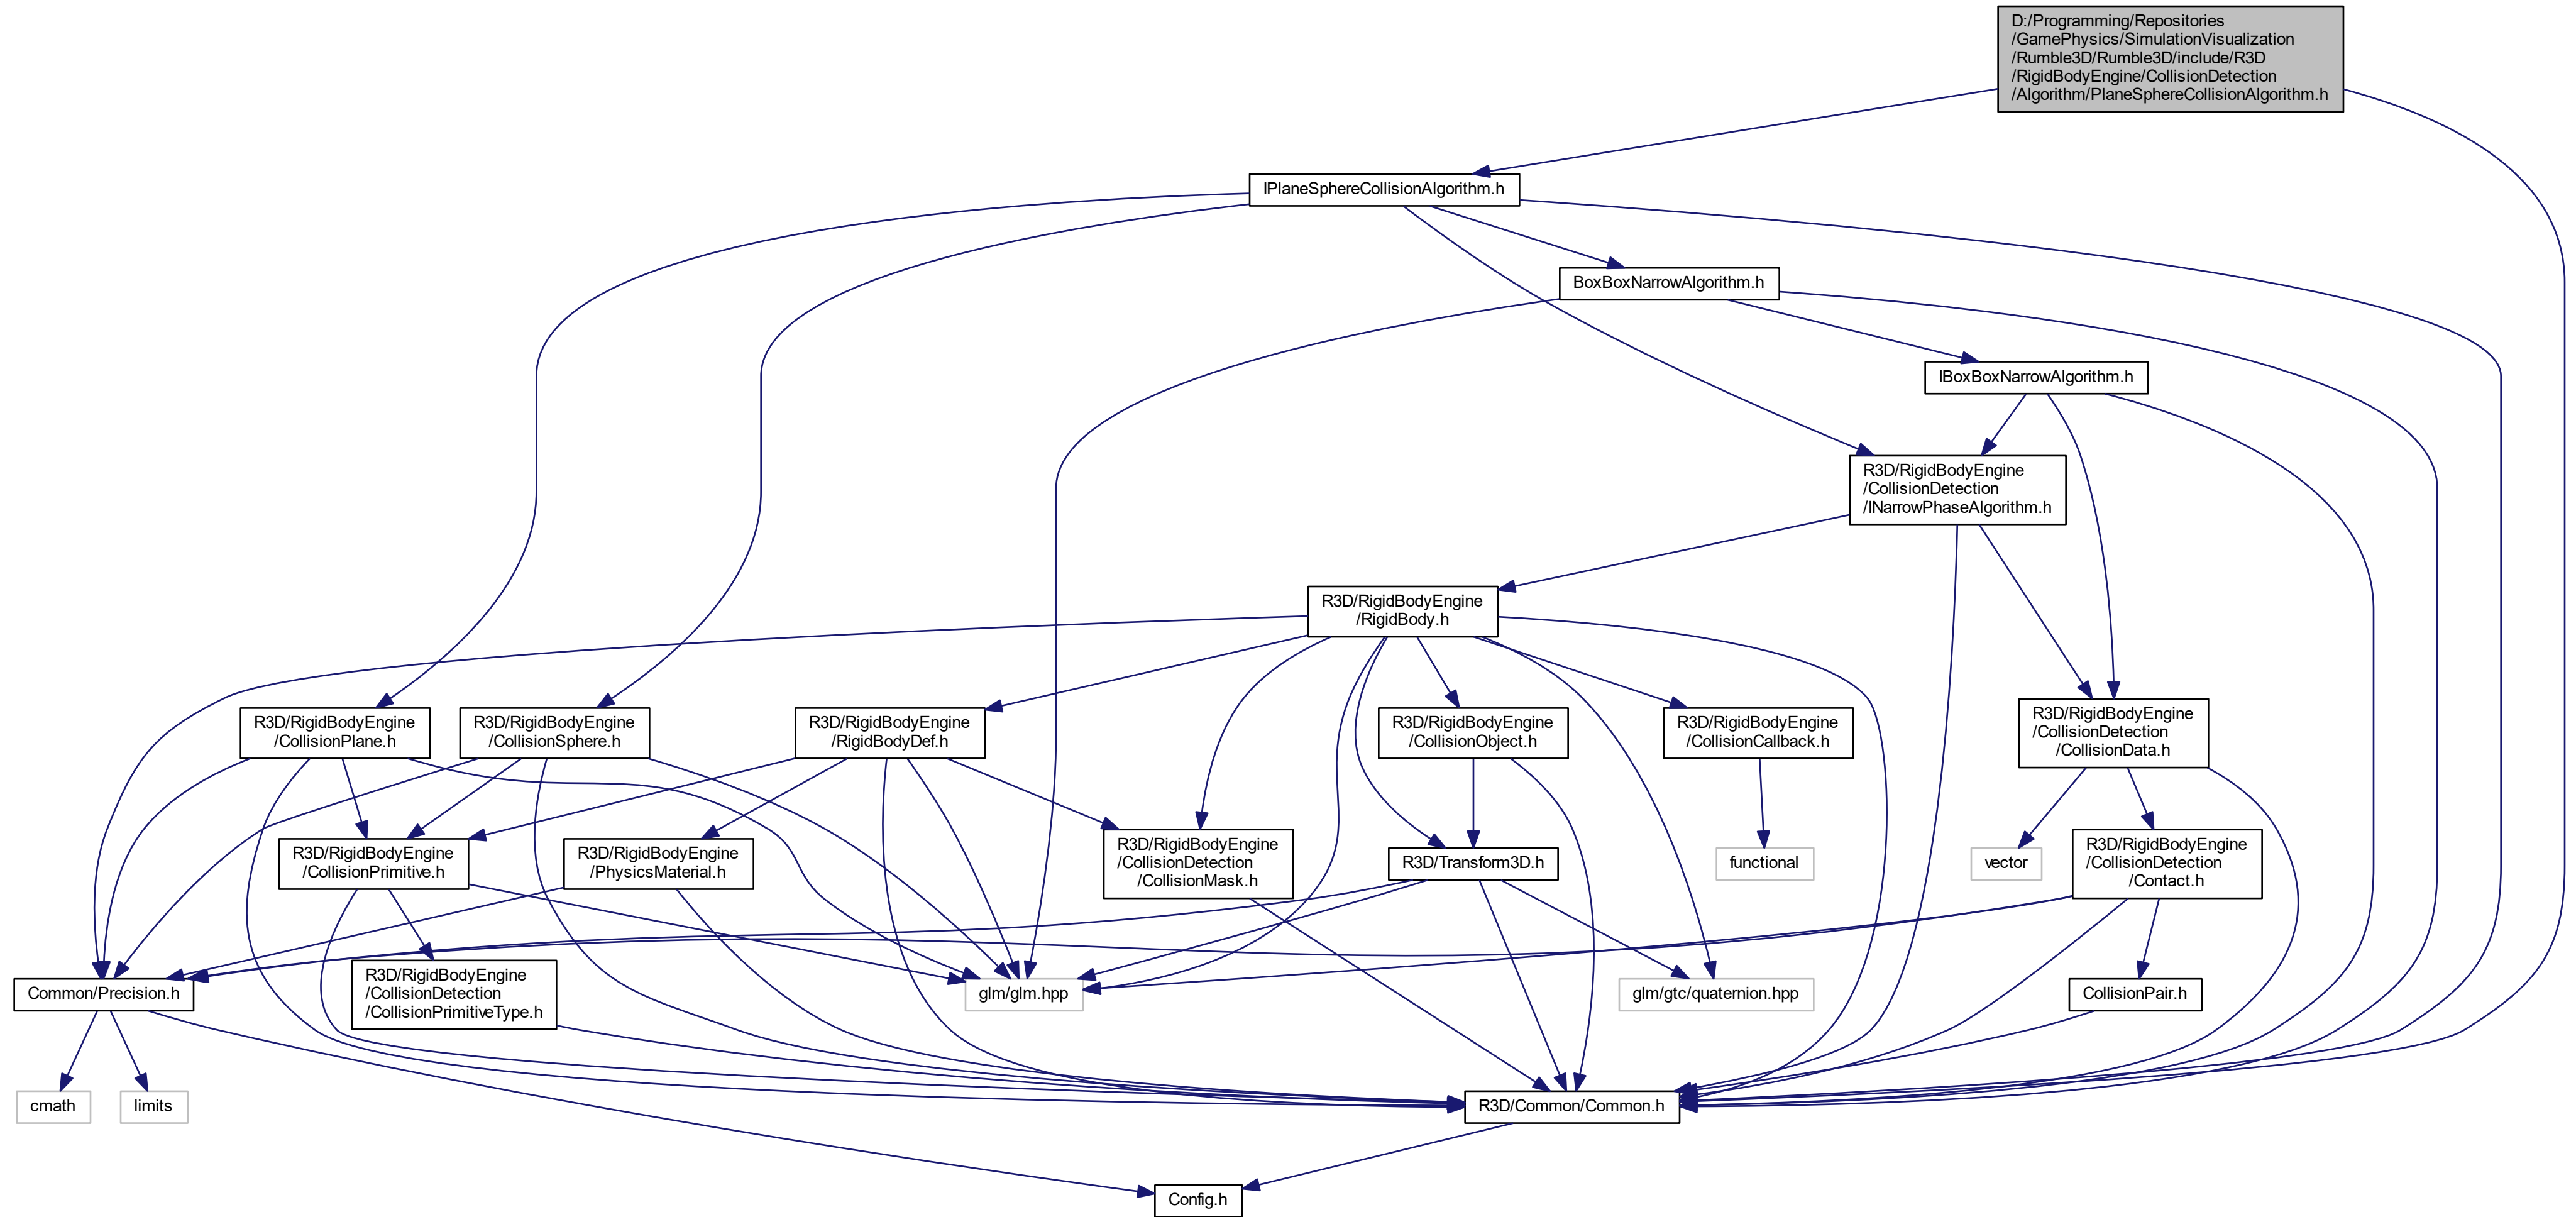 D:/Programming/Repositories
/GamePhysics/SimulationVisualization
/Rumble3D/Rumble3D/include/R3D
/RigidBodyEngine/CollisionDetection
/Algorithm/PlaneSphereCollisionAlgorithm.h
IPlaneSphereCollisionAlgorithm.h
BoxBoxNarrowAlgorithm.h
IBoxBoxNarrowAlgorithm.h
R3D/RigidBodyEngine
/CollisionDetection
/INarrowPhaseAlgorithm.h
R3D/RigidBodyEngine
/RigidBody.h
R3D/RigidBodyEngine
/CollisionPlane.h
R3D/RigidBodyEngine
/CollisionSphere.h
R3D/RigidBodyEngine
/RigidBodyDef.h
R3D/RigidBodyEngine
/CollisionObject.h
R3D/RigidBodyEngine
/CollisionCallback.h
R3D/RigidBodyEngine
/CollisionDetection
/CollisionData.h
R3D/RigidBodyEngine
/CollisionPrimitive.h
R3D/RigidBodyEngine
/PhysicsMaterial.h
R3D/RigidBodyEngine
/CollisionDetection
/CollisionMask.h
R3D/Transform3D.h
functional
vector
R3D/RigidBodyEngine
/CollisionDetection
/Contact.h
Common/Precision.h
R3D/RigidBodyEngine
/CollisionDetection
/CollisionPrimitiveType.h
glm/glm.hpp
glm/gtc/quaternion.hpp
CollisionPair.h
cmath
limits
R3D/Common/Common.h
Config.h